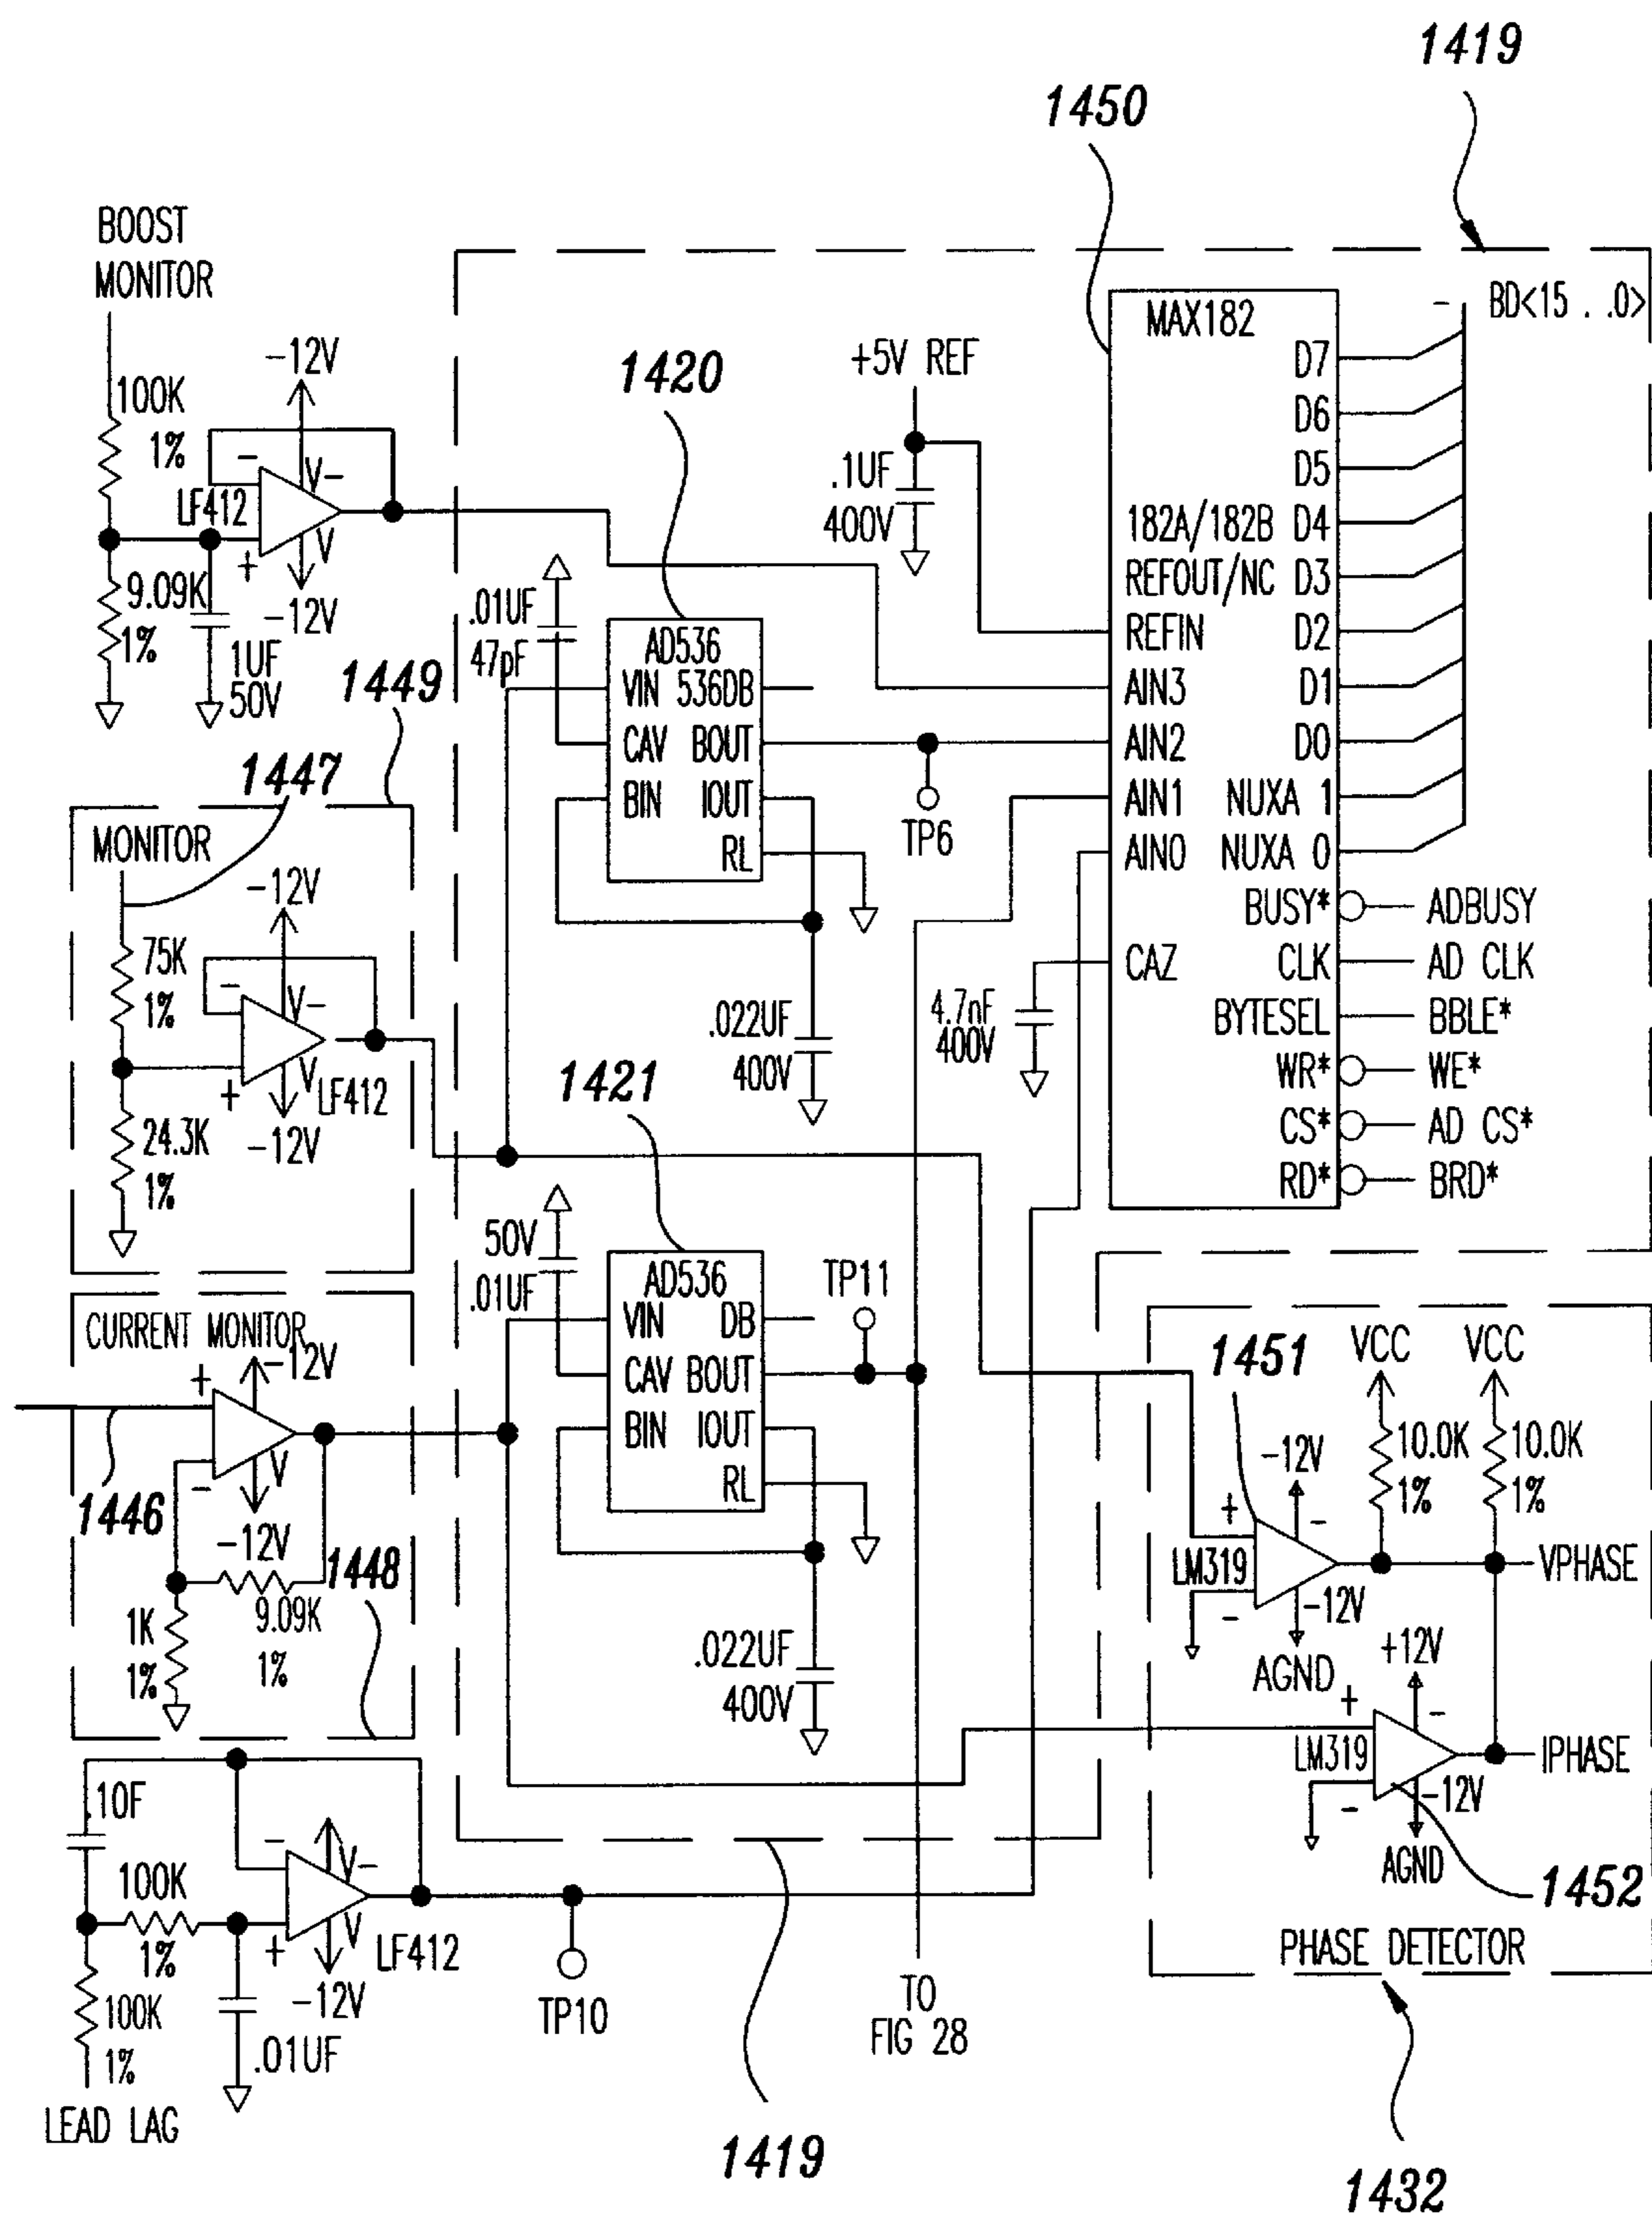 1419
1450
BOOST
MONITOR
-12V
100K
1%
-
V-
LF412
+
V
9.09K
1%
-12V
1UF
50V
1449
1420
+5V REF
.1UF
400V
.01UF
47pF
AD536
VIN 536DB
CAV BOUT
BIN IOUT
RL
TP6
.022UF
400V
MAX182
D7
D6
D5
182A/182B D4
REFOUT/NC D3
REFIN D2
AIN3 D1
AIN2 D0
AIN1 NUXA 1
AIN0 NUXA 0
BUSY* ADBUSY
CAZ CLK AD CLK
BYTESEL BBLE*
WR* WE*
CS* AD CS*
RD* BRD*
- BD<15 . .0>
4.7nF
400V
1447
MONITOR
-12V
75K
1%
-
V-
+
V
LF412
24.3K
1%
-12V
1421
50V
.01UF
AD536
VIN DB
CAV BOUT
BIN IOUT
RL
TP11
.022UF
400V
CURRENT MONITOR
-12V
+
V
-
1446
-12V
1448
1K
1%
9.09K
1%
1451
VCC VCC
10.0K
1%
10.0K
1%
-12V
+
-
LM319
-
-12V
VPHASE
AGND
+12V
+
-
LM319
IPHASE
-
-12V
AGND
1452
PHASE DETECTOR
1432
.10F
-
V-
100K
1%
+
V
LF412
-12V
100K
1%
.01UF
LEAD LAG
TP10
TO
FIG 28
1419